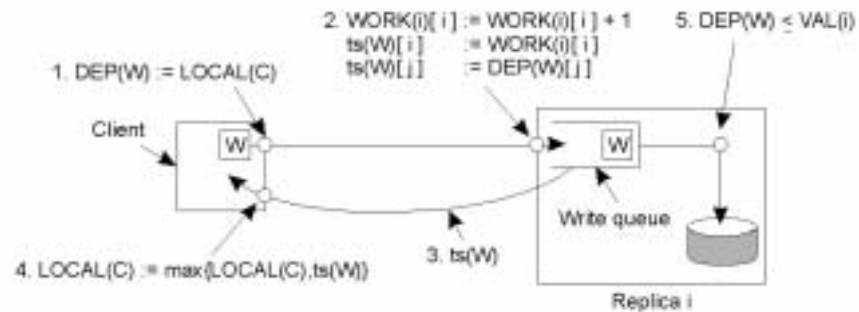 2. WORK(i)[ i ] := WORK(i)[ i ] + 1
ts(W)[ i ] := WORK(i)[ i ]
ts(W)[ j ] := DEP(W)[ j ]
5. DEP(W) ≤ VAL(i)
1. DEP(W) := LOCAL(C)
Client
W
W
Write queue
3. ts(W)
4. LOCAL(C) := max{LOCAL(C),ts(W)}
Replica i